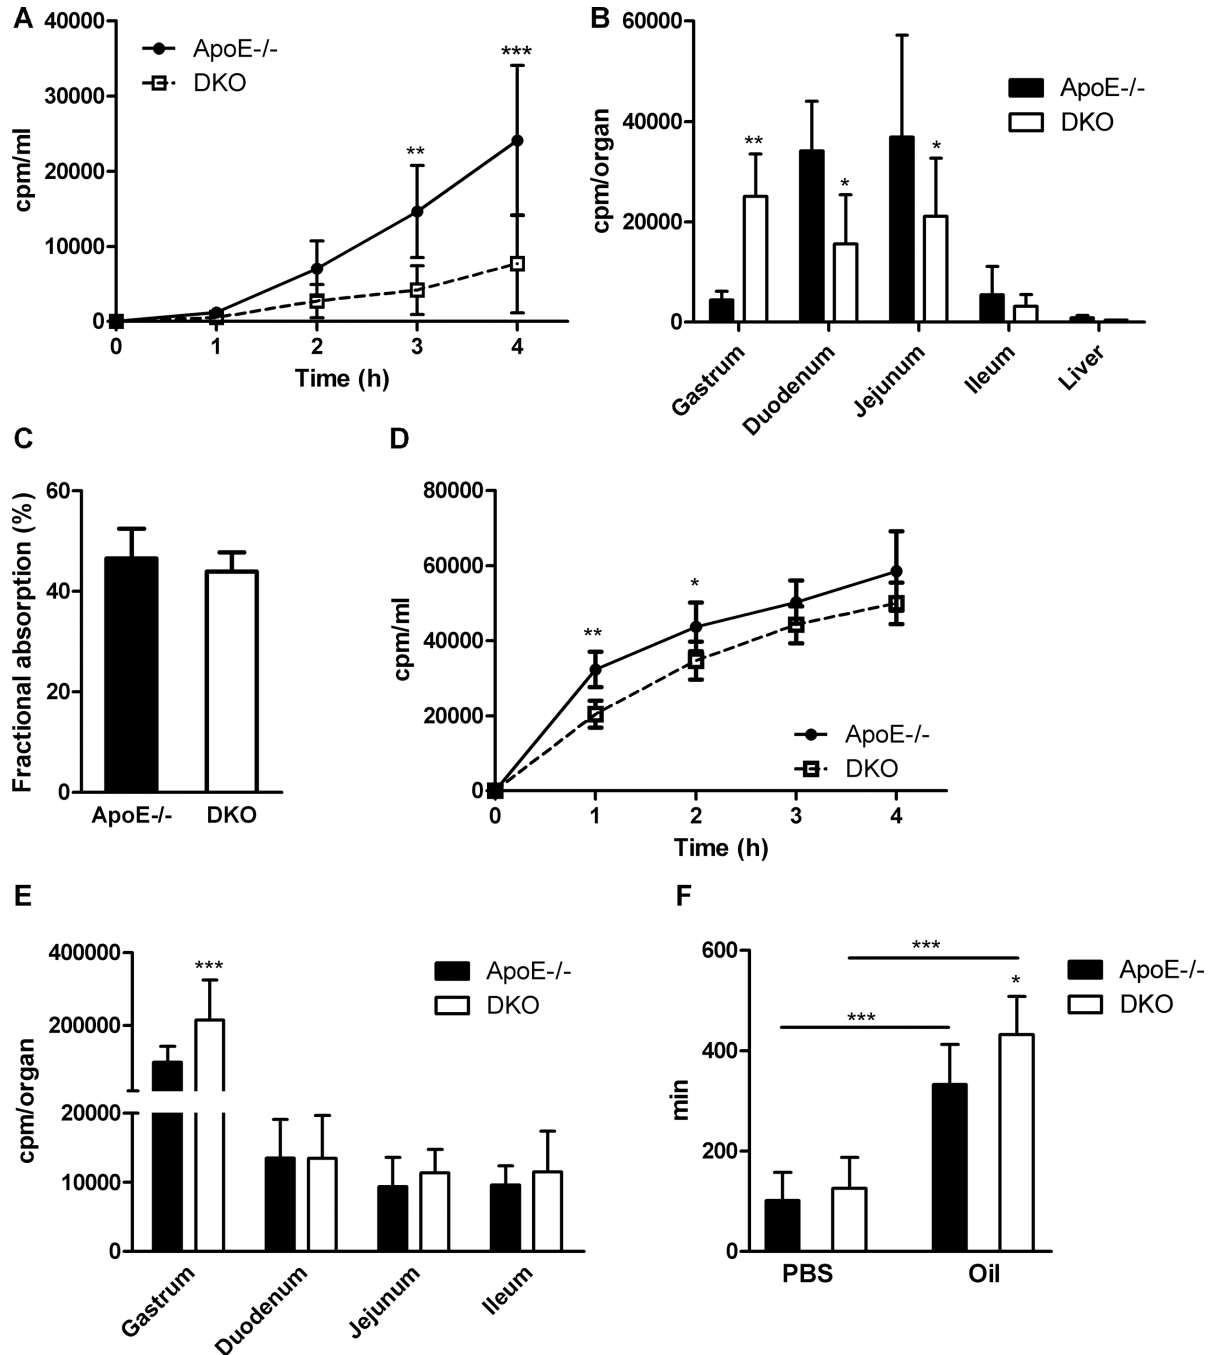 A
40000
30000
20000
10000
0
cpm/ml
ApoE-/-
DKO
**
***
0 1 2 3 4
Time (h)
B
60000
40000
20000
0
cpm/organ
ApoE-/-
DKO
**
*
*
Gastrum Duodenum Jejunum Ileum Liver
C
60
40
20
0
Fractional absorption (%)
ApoE-/- DKO
D
80000
60000
40000
20000
0
cpm/ml
**
*
ApoE-/-
DKO
0 1 2 3 4
Time (h)
E
400000
200000
20000
10000
0
cpm/organ
***
ApoE-/-
DKO
Gastrum Duodenum Jejunum Ileum
F
600
400
200
0
min
***
***
*
ApoE-/-
DKO
PBS Oil